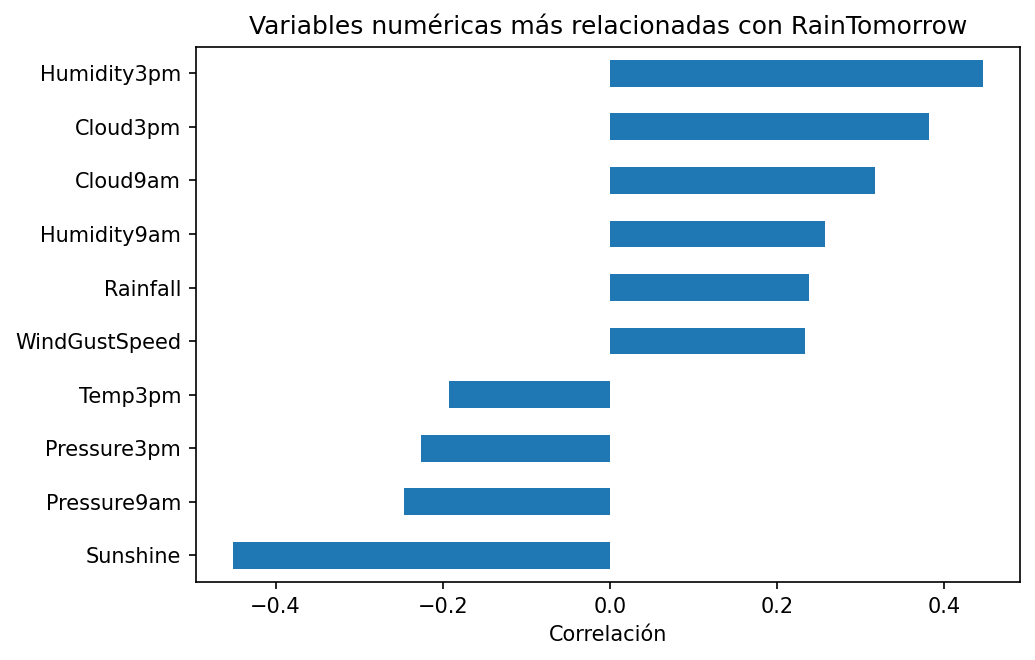 Variables numéricas más relacionadas con RainTomorrow
Humidity3pm
Cloud3pm
Cloud9am
Humidity9am
Rainfall
WindGustSpeed
Temp3pm
Pressure3pm
Pressure9am
Sunshine
−0.4 −0.2 0.0 0.2 0.4
Correlación